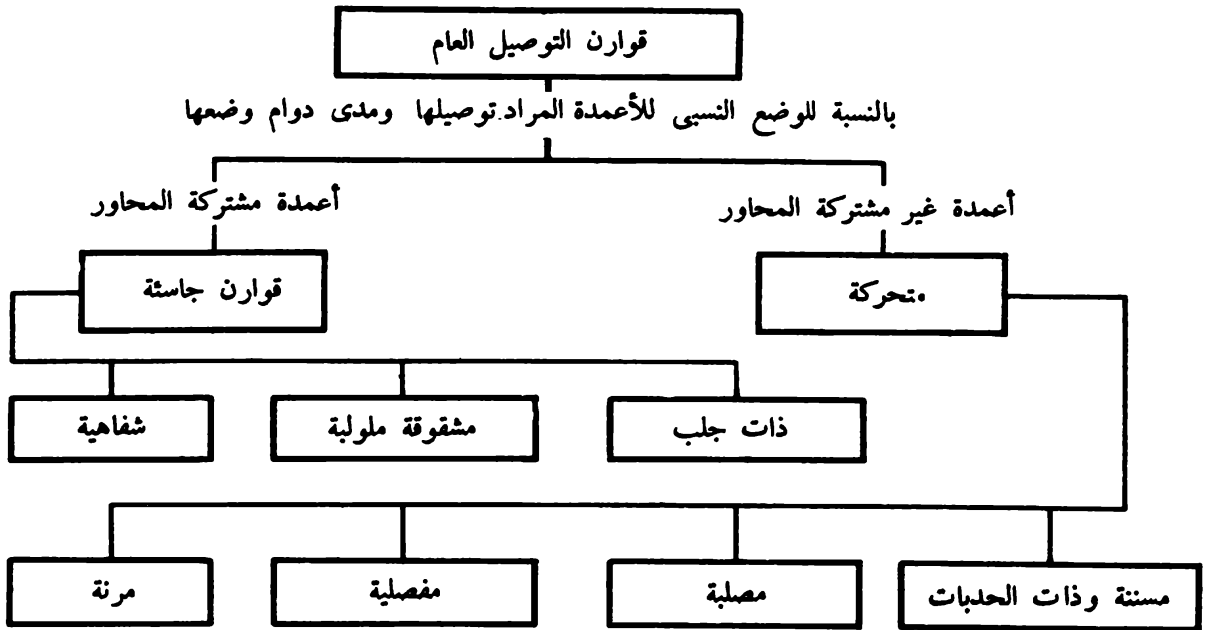 قوارن التوصيل العام
بالنسبة للوضع النسبى للأعمدة المراد توصيلها ومدى دوام وضعها
أعمدة غير مشتركة المحاور
أعمدة مشتركة المحاور
متحركة
قوارن جاسئة
ذات جلب
مشقوقة ملولبة
شفاهية
مسننة وذات الحدبات
مصلبة
مفصلية
مرنة